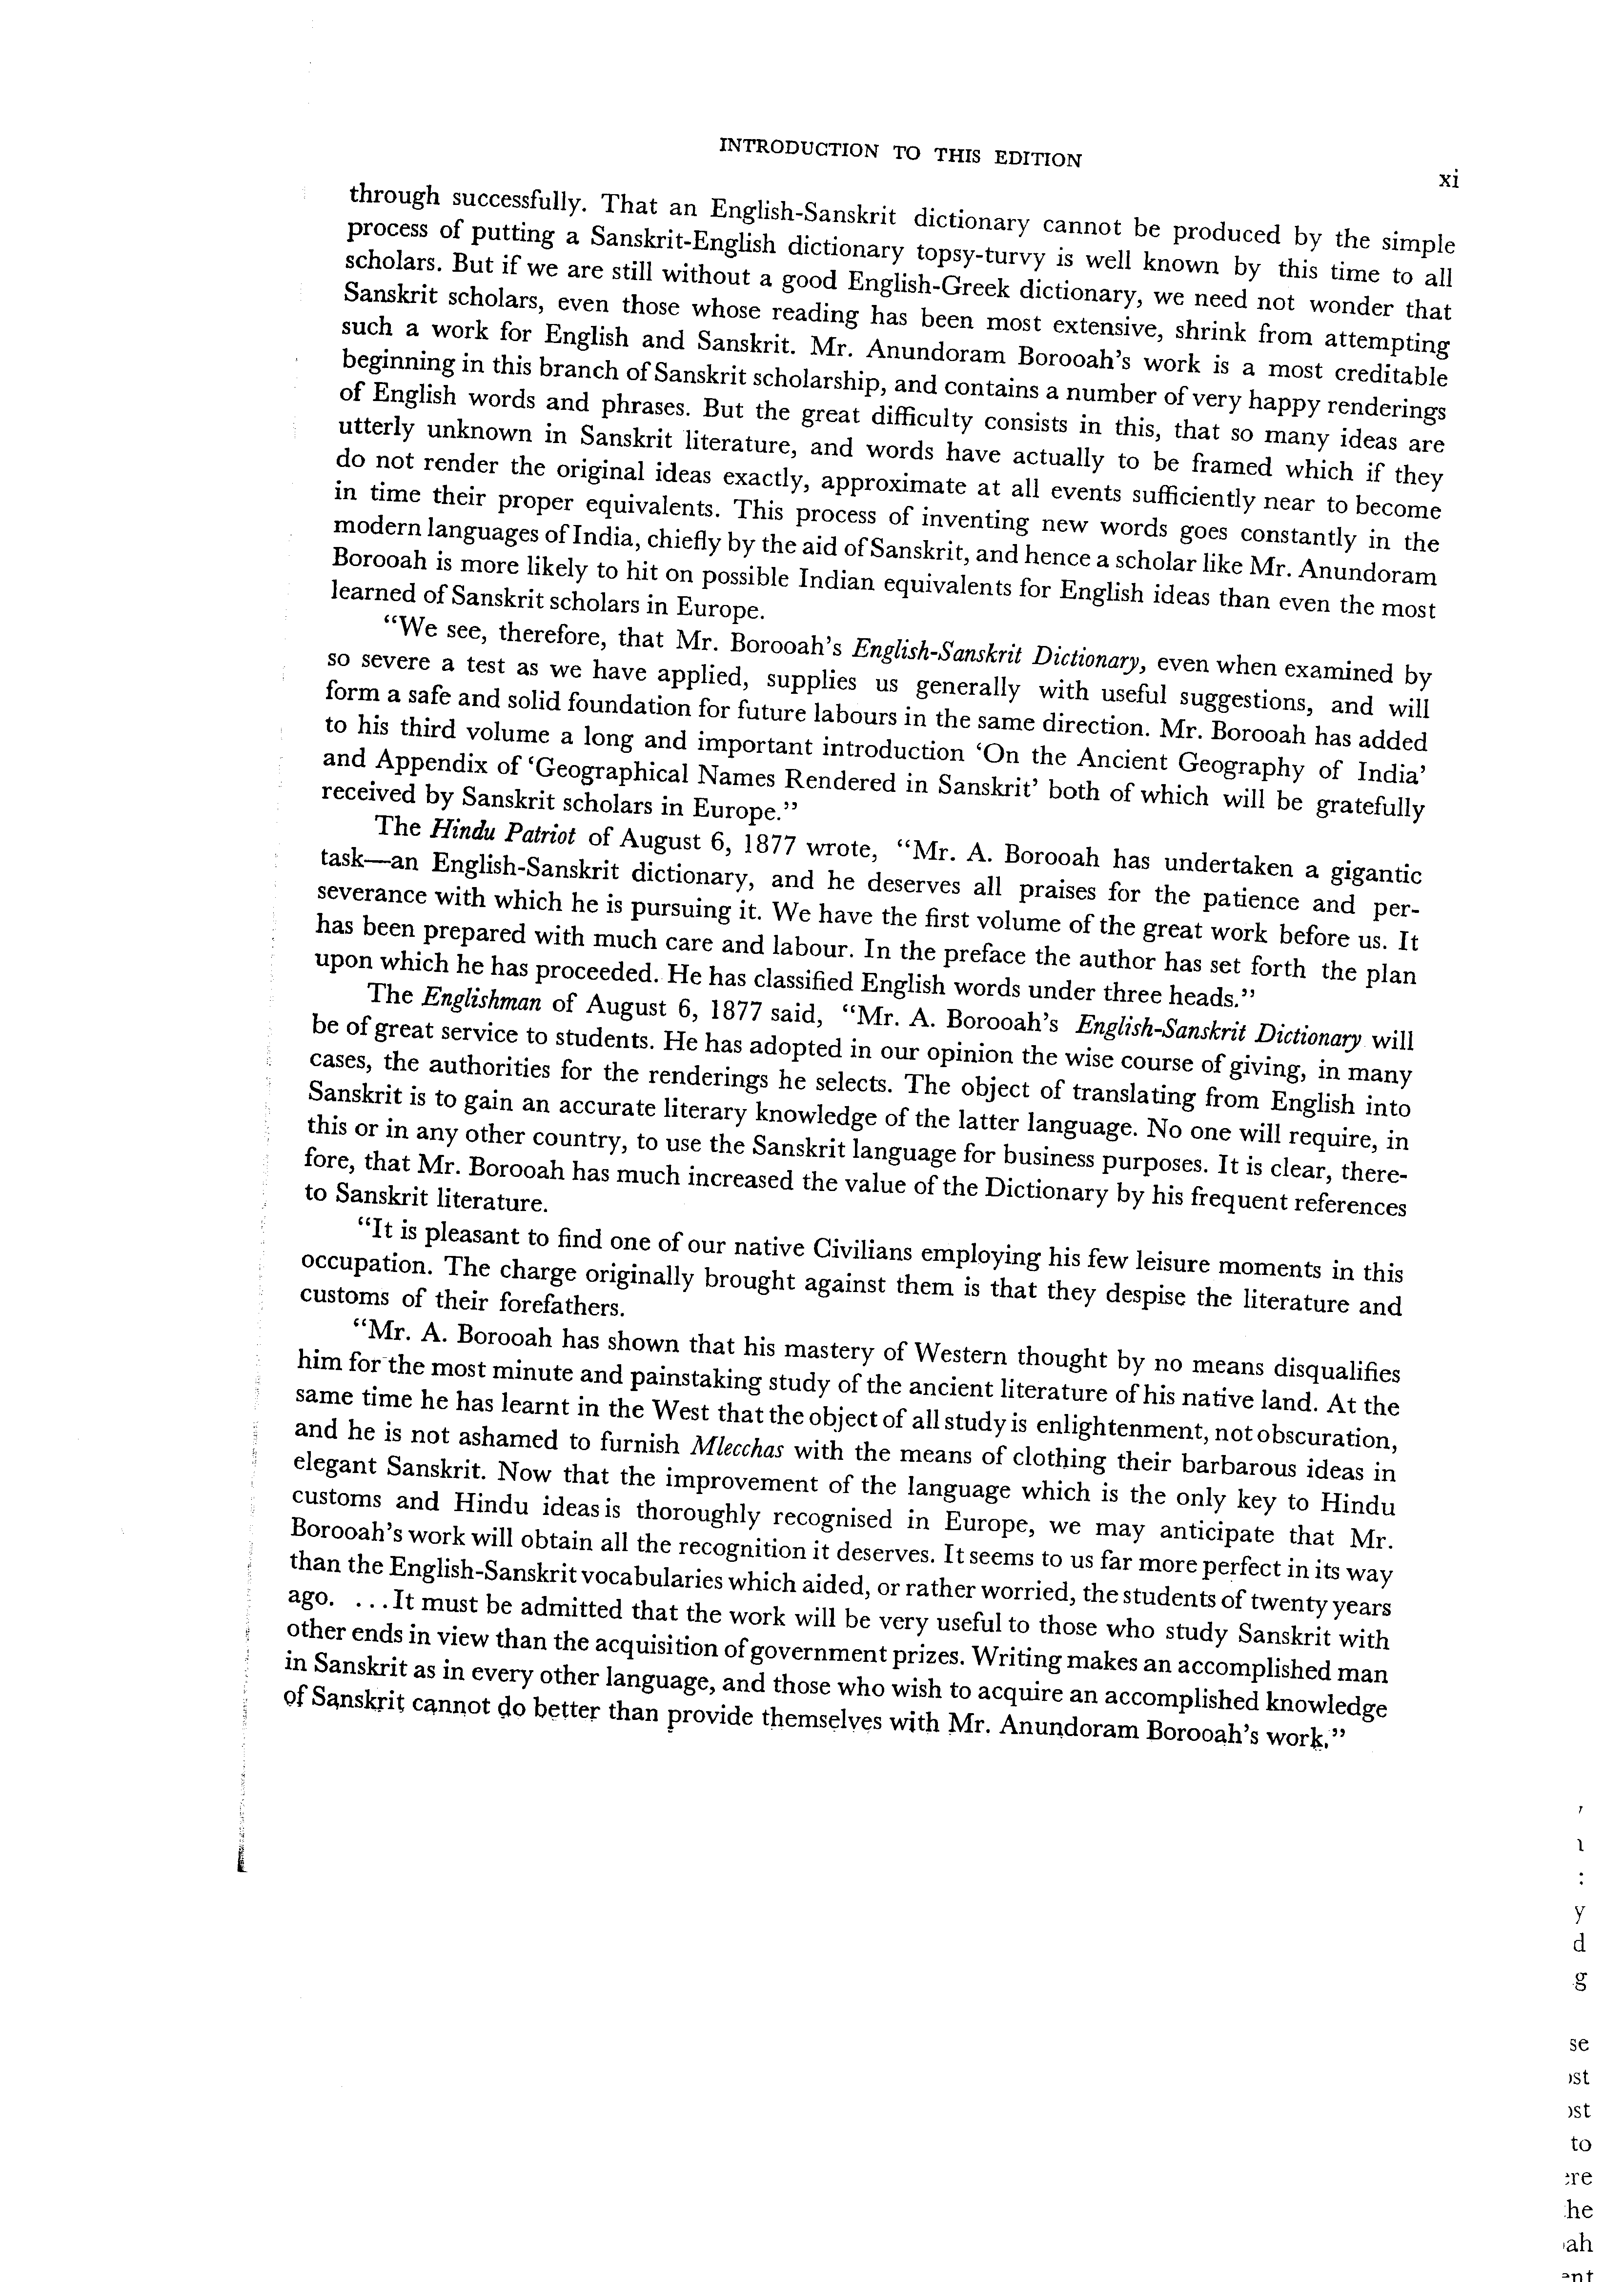 INTRODUCTION TO THIS EDITION
xi
through successfully. That an English-Sanskrit dictionary cannot be produced by the simple
process of putting a Sanskrit-English dictionary topsy-turvy is well known by this time to all
scholars. But if we are still without a good English-Greek dictionary, we need not wonder that
Sanskrit scholars, even those whose reading has been most extensive, shrink from attempting
such a work for English and Sanskrit. Mr. Anundoram Borooah's work is a most creditable
beginning in this branch of Sanskrit scholarship, and contains a number of very happy renderings
of English words and phrases. But the great difficulty consists in this, that so many ideas are
utterly unknown in Sanskrit literature, and words have actually to be framed which if they
do not render the original ideas exactly, approximate at all events sufficiently near to become
in time their proper equivalents. This process of inventing new words goes constantly in the
modern languages of India, chiefly by the aid of Sanskrit, and hence a scholar like Mr. Anundoram
Borooah is more likely to hit on possible Indian equivalents for English ideas than even the most
learned of Sanskrit scholars in Europe.
“We see, therefore, that Mr. Borooah's English-Sanskrit Dictionary, even when examined by
so severe a test as we have applied, supplies us generally with useful suggestions, and will
form a safe and solid foundation for future labours in the same direction. Mr. Borooah has added
to his third volume a long and important introduction ‘On the Ancient Geography of India’
and Appendix of ‘Geographical Names Rendered in Sanskrit’ both of which will be gratefully
received by Sanskrit scholars in Europe.”
The Hindu Patriot of August 6, 1877 wrote, “Mr. A. Borooah has undertaken a gigantic
task—an English-Sanskrit dictionary, and he deserves all praises for the patience and per-
severance with which he is pursuing it. We have the first volume of the great work before us. It
has been prepared with much care and labour. In the preface the author has set forth the plan
upon which he has proceeded. He has classified English words under three heads.”
The Englishman of August 6, 1877 said, “Mr. A. Borooah's English-Sanskrit Dictionary will
be of great service to students. He has adopted in our opinion the wise course of giving, in many
cases, the authorities for the renderings he selects. The object of translating from English into
Sanskrit is to gain an accurate literary knowledge of the latter language. No one will require, in
this or in any other country, to use the Sanskrit language for business purposes. It is clear, there-
fore, that Mr. Borooah has much increased the value of the Dictionary by his frequent references
to Sanskrit literature.
“It is pleasant to find one of our native Civilians employing his few leisure moments in this
occupation. The charge originally brought against them is that they despise the literature and
customs of their forefathers.
“Mr. A. Borooah has shown that his mastery of Western thought by no means disqualifies
him for the most minute and painstaking study of the ancient literature of his native land. At the
same time he has learnt in the West that the object of all study is enlightenment, not obscuration,
and he is not ashamed to furnish Mlecchas with the means of clothing their barbarous ideas in
elegant Sanskrit. Now that the improvement of the language which is the only key to Hindu
customs and Hindu ideas is thoroughly recognised in Europe, we may anticipate that Mr.
Borooah's work will obtain all the recognition it deserves. It seems to us far more perfect in its way
than the English-Sanskrit vocabularies which aided, or rather worried, the students of twenty years
ago. ...It must be admitted that the work will be very useful to those who study Sanskrit with
other ends in view than the acquisition of government prizes. Writing makes an accomplished man
in Sanskrit as in every other language, and those who wish to acquire an accomplished knowledge
of Sanskrit cannot do better than provide themselves with Mr. Anundoram Borooah's work.”
y
d
g
se
st
st
to
re
he
ah